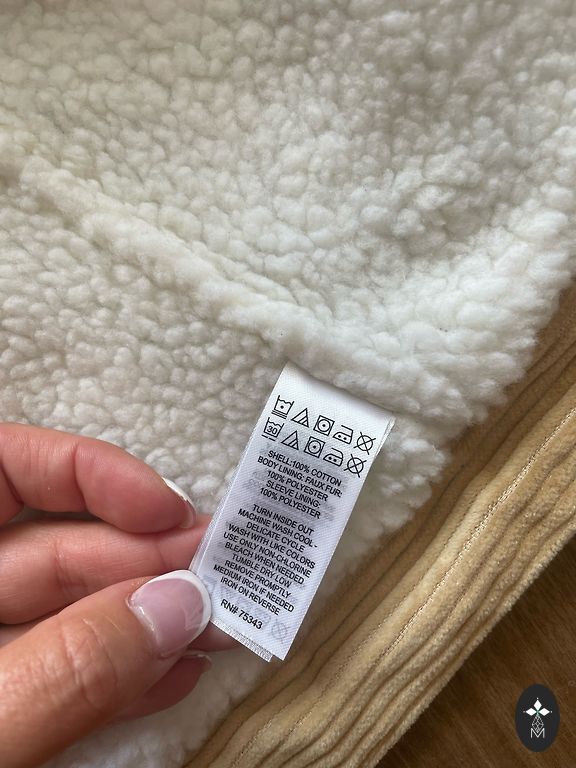 30
SHELL:100% COTTON
BODY LINING: FAUX FUR:
100% POLYESTER
SLEEVE LINING:
100% POLYESTER
TURN INSIDE OUT
MACHINE WASH COOL -
DELICATE CYCLE
WASH WITH LIKE COLORS
USE ONLY NON-CHLORINE
BLEACH WHEN NEEDED
TUMBLE DRY LOW
REMOVE PROMPTLY
MEDIUM IRON IF NEEDED
IRON ON REVERSE
RN# 75343
M